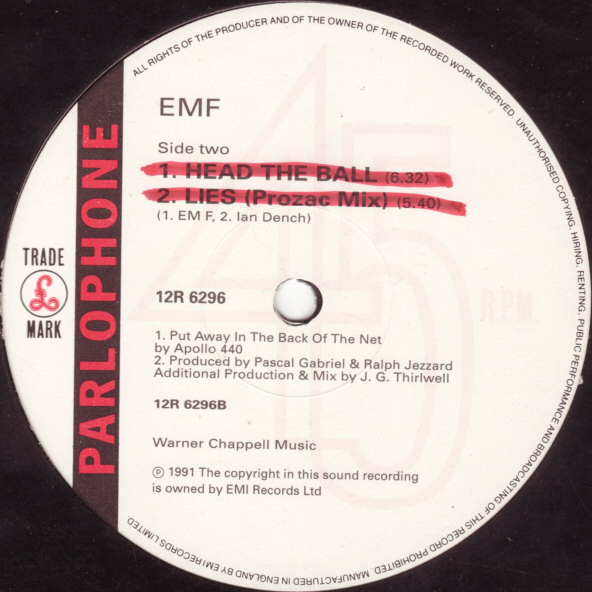 ALL RIGHTS OF THE PRODUCER AND OF THE OWNER OF THE RECORDED WORK RESERVED. UNAUTHORISED COPYING, HIRING, RENTING, PUBLIC PERFORMANCE AND BROADCASTING OF THIS RECORD PROHIBITED. MANUFACTURED IN ENGLAND BY EMI RECORDS LIMITED
PARLOPHONE
TRADE
£
MARK
EMF
Side two
1. HEAD THE BALL (6.32)
2. LIES (Prozac Mix) (5.40)
(1. EM F, 2. Ian Dench)
45
R.P.M.
12R 6296
1. Put Away In The Back Of The Net
by Apollo 440
2. Produced by Pascal Gabriel & Ralph Jezzard
Additional Production & Mix by J. G. Thirlwell
12R 6296B
Warner Chappell Music
℗ 1991 The copyright in this sound recording
is owned by EMI Records Ltd